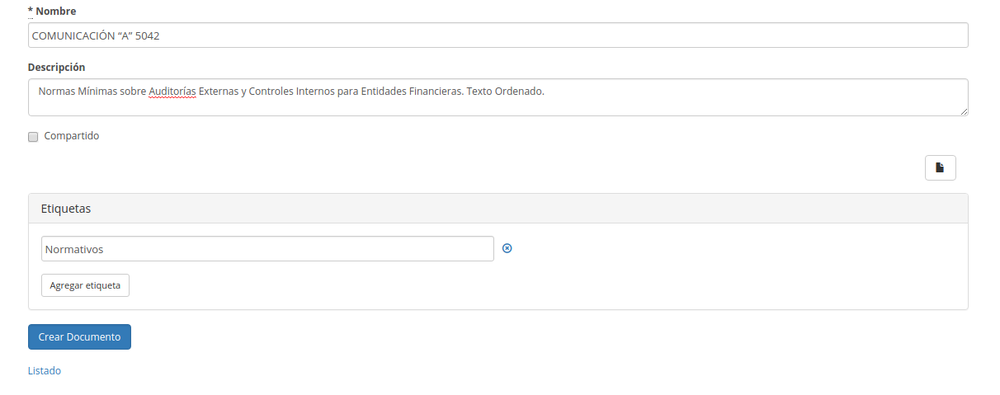 * Nombre
COMUNICACIÓN “A” 5042
Descripción
Normas Mínimas sobre Auditorías Externas y Controles Internos para Entidades Financieras. Texto Ordenado.
Compartido
Etiquetas
Normativos
Agregar etiqueta
Crear Documento
Listado